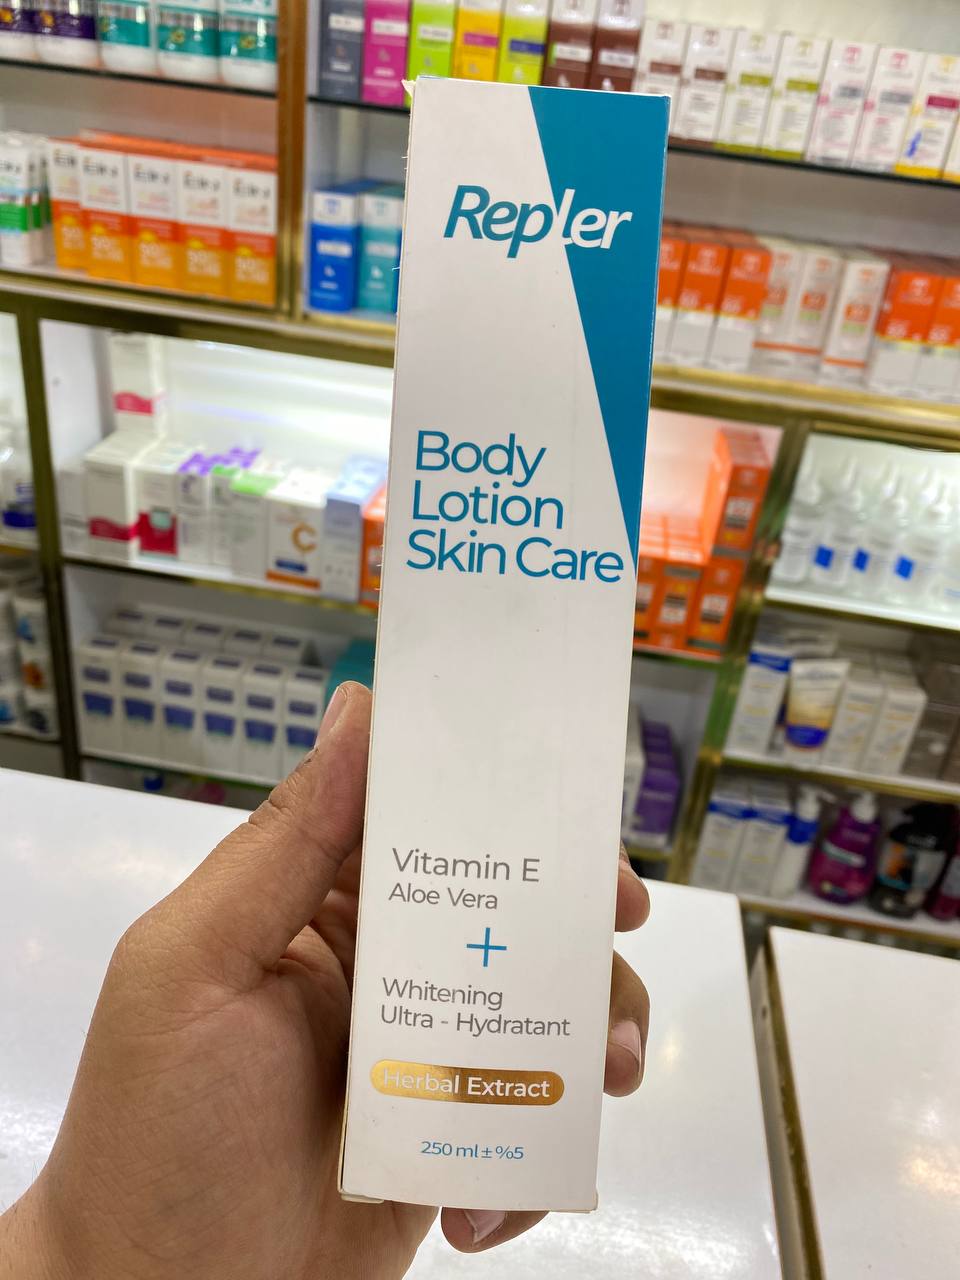 Repler
Body
Lotion
Skin Care
Vitamin E
Aloe Vera
+
Whitening
Ultra - Hydratant
Herbal Extract
250 ml ± %5